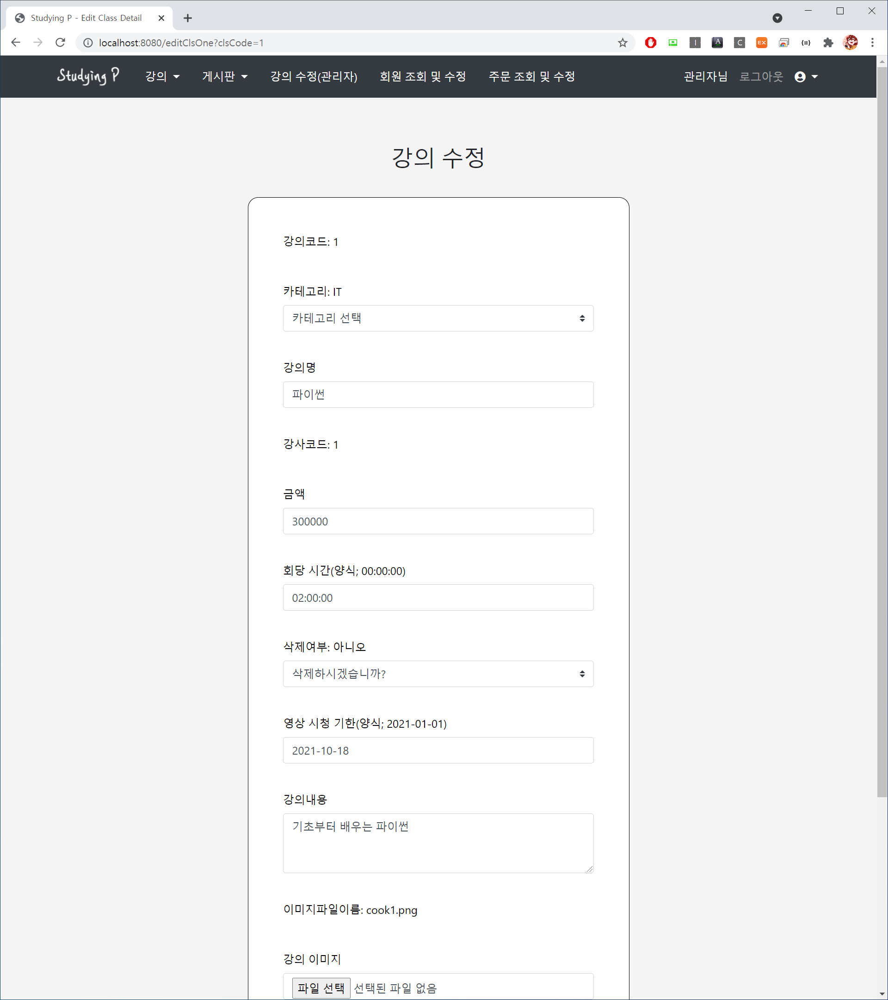 Studying P - Edit Class Detail
localhost:8080/editClsOne?clsCode=1
I A C EX
Studying P 강의 게시판 강의 수정(관리자) 회원 조회 및 수정 주문 조회 및 수정 관리자님 로그아웃
강의 수정
강의코드: 1
카테고리: IT
카테고리 선택
강의명
파이썬
강사코드: 1
금액
300000
회당 시간(양식; 00:00:00)
02:00:00
삭제여부: 아니오
삭제하시겠습니까?
영상 시청 기한(양식; 2021-01-01)
2021-10-18
강의내용
기초부터 배우는 파이썬
이미지파일이름: cook1.png
강의 이미지
파일 선택 선택된 파일 없음